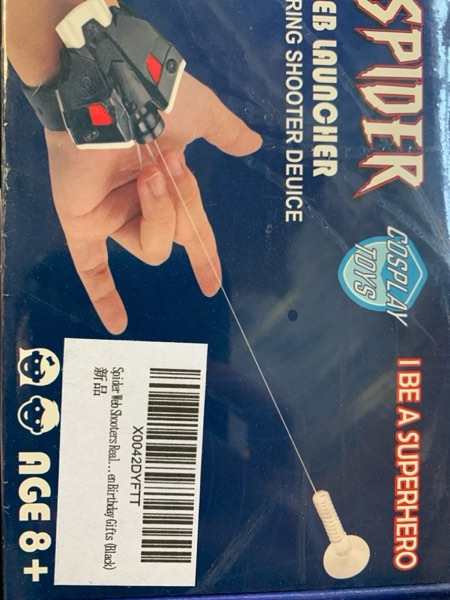 SPIDER
EB LAUNCHER
RING SHOOTER DEVICE
COSPLAY
TOYS
I BE A SUPERHERO
X0042DYFTT
Spider Web Shooters Real...en Birthday Gifts (Black)
新品
AGE 8+